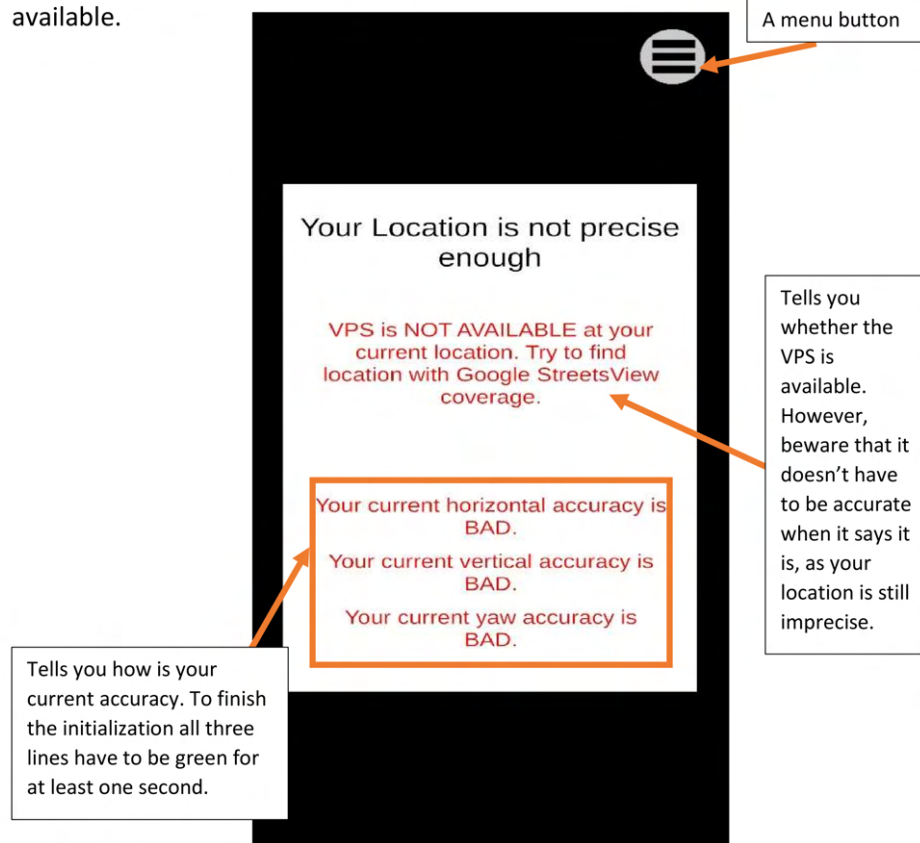 available.
A menu button
Your Location is not precise
enough
VPS is NOT AVAILABLE at your
current location. Try to find
location with Google StreetsView
coverage.
Tells you
whether the
VPS is
available.
However,
beware that it
doesn’t have
to be accurate
when it says it
is, as your
location is still
imprecise.
Your current horizontal accuracy is
BAD.
Your current vertical accuracy is
BAD.
Your current yaw accuracy is
BAD.
Tells you how is your
current accuracy. To finish
the initialization all three
lines have to be green for
at least one second.